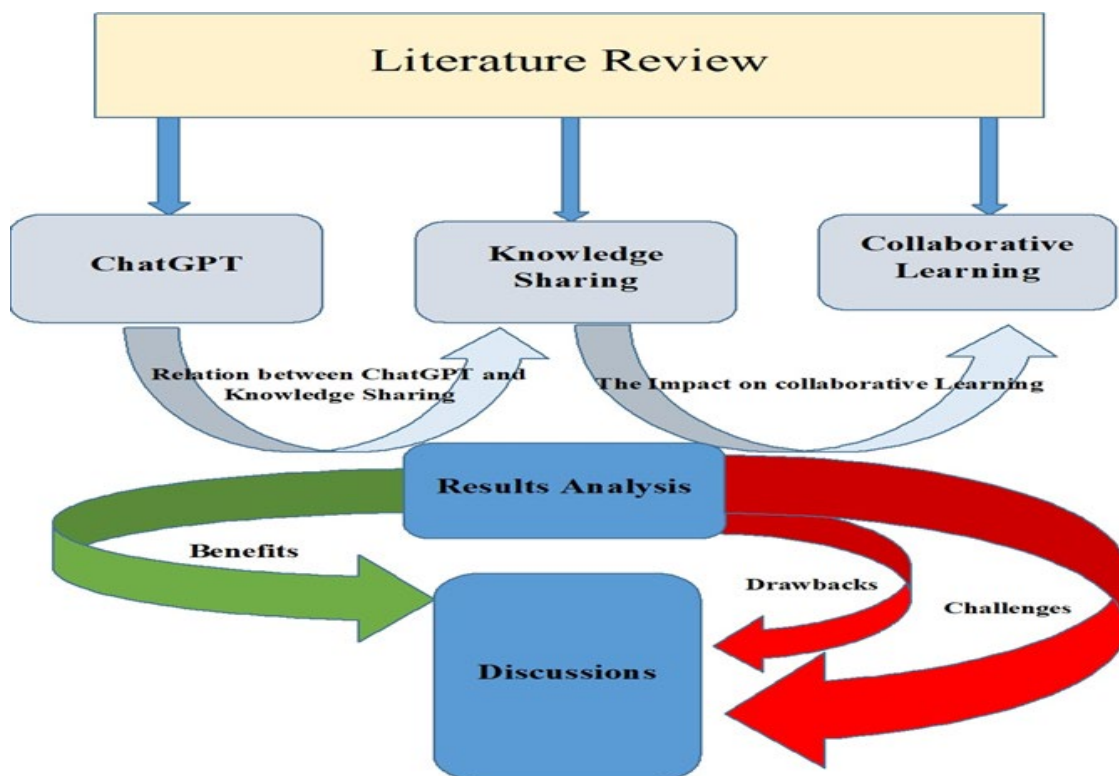 Literature Review
ChatGPT
Knowledge
Sharing
Collaborative
Learning
Relation between ChatGPT and
Knowledge Sharing
The Impact on collaborative Learning
Results Analysis
Benefits
Drawbacks
Challenges
Discussions